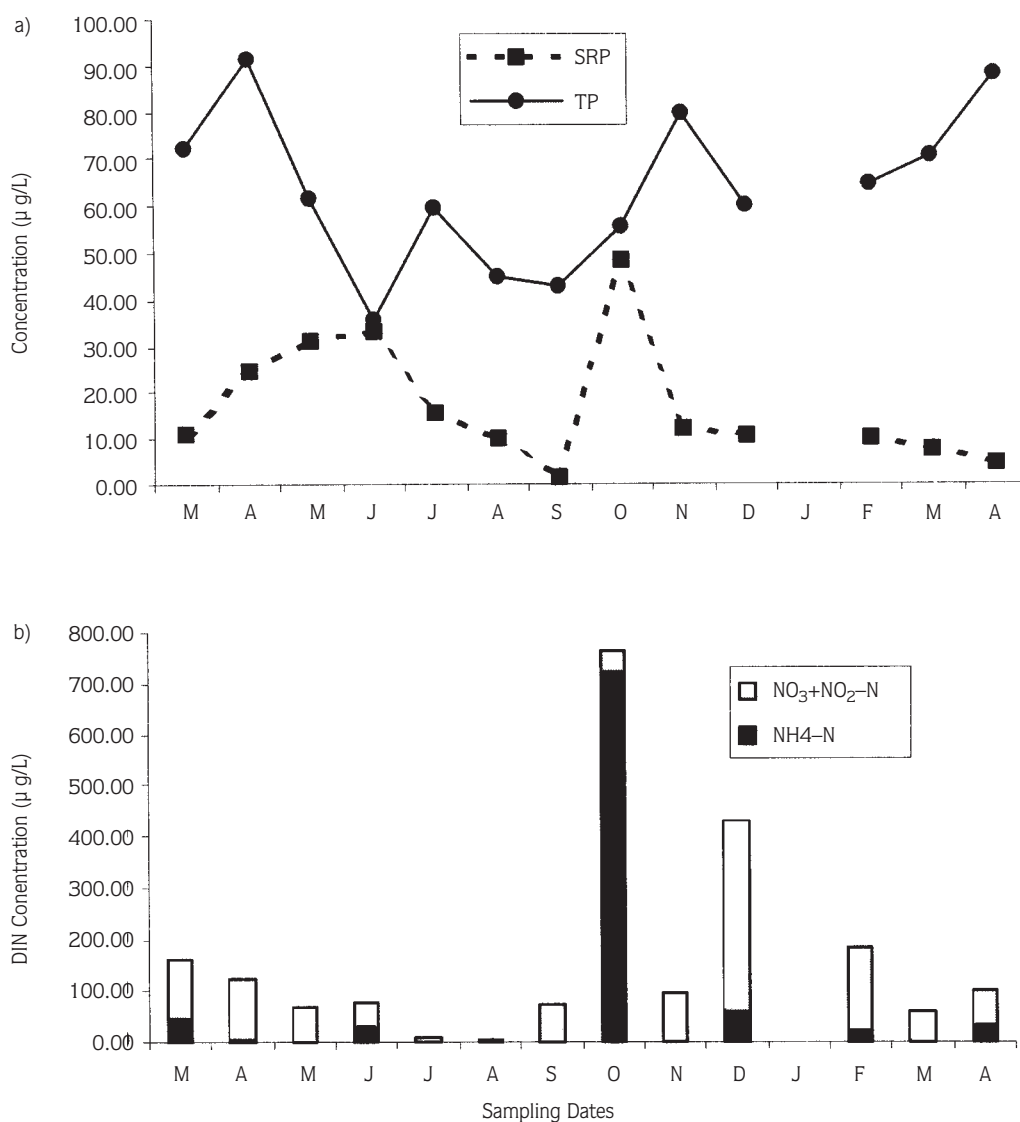 a)
100.00
90.00
80.00
70.00
60.00
50.00
40.00
30.00
20.00
10.00
0.00
Concentration (µ g/L)
SRP
TP
M A M J J A S O N D J F M A
b)
800.00
700.00
600.00
500.00
400.00
300.00
200.00
100.00
0.00
DIN Conentration (µ g/L)
NO₃+NO₂–N
NH4–N
M A M J J A S O N D J F M A
Sampling Dates